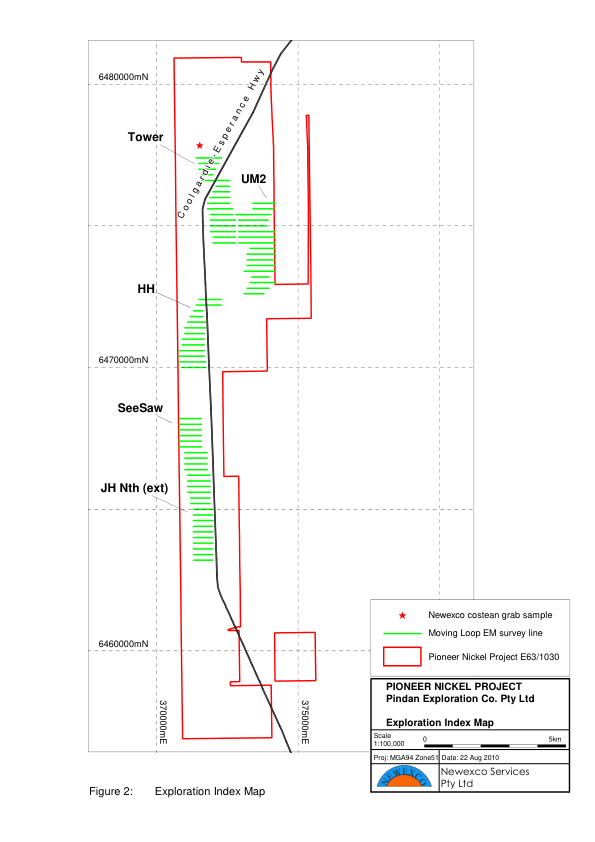 6480000mN
Coolgardie-Esperance Hwy
Tower
UM2
HH
6470000mN
SeeSaw
JH Nth (ext)
6460000mN
370000mE
375000mE
Newexco costean grab sample
Moving Loop EM survey line
Pioneer Nickel Project E63/1030
PIONEER NICKEL PROJECT
Pindan Exploration Co. Pty Ltd
Exploration Index Map
Scale
1:100,000
0 5km
Proj: MGA94 Zone51 Date: 22 Aug 2010
NEWEXCO
Newexco Services
Pty Ltd
Figure 2: Exploration Index Map